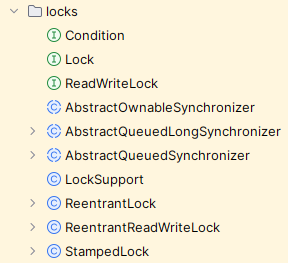 locks
Condition
Lock
ReadWriteLock
AbstractOwnableSynchronizer
AbstractQueuedLongSynchronizer
AbstractQueuedSynchronizer
LockSupport
ReentrantLock
ReentrantReadWriteLock
StampedLock